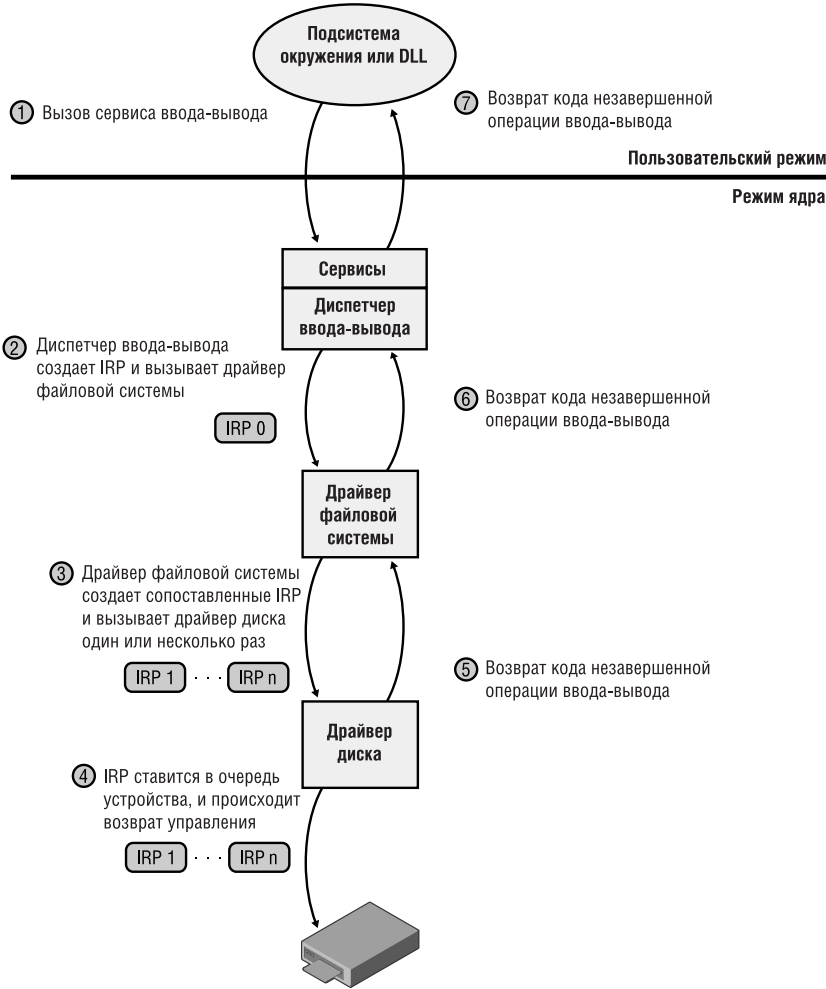 Подсистема
окружения или DLL
1 Вызов сервиса ввода-вывода
7 Возврат кода незавершенной
операции ввода-вывода
Пользовательский режим
Режим ядра
Сервисы
Диспетчер
ввода-вывода
2 Диспетчер ввода-вывода
создает IRP и вызывает драйвер
файловой системы
IRP 0
6 Возврат кода незавершенной
операции ввода-вывода
Драйвер
файловой
системы
3 Драйвер файловой системы
создает сопоставленные IRP
и вызывает драйвер диска
один или несколько раз
IRP 1 · · · IRP n
5 Возврат кода незавершенной
операции ввода-вывода
Драйвер
диска
4 IRP ставится в очередь
устройства, и происходит
возврат управления
IRP 1 · · · IRP n